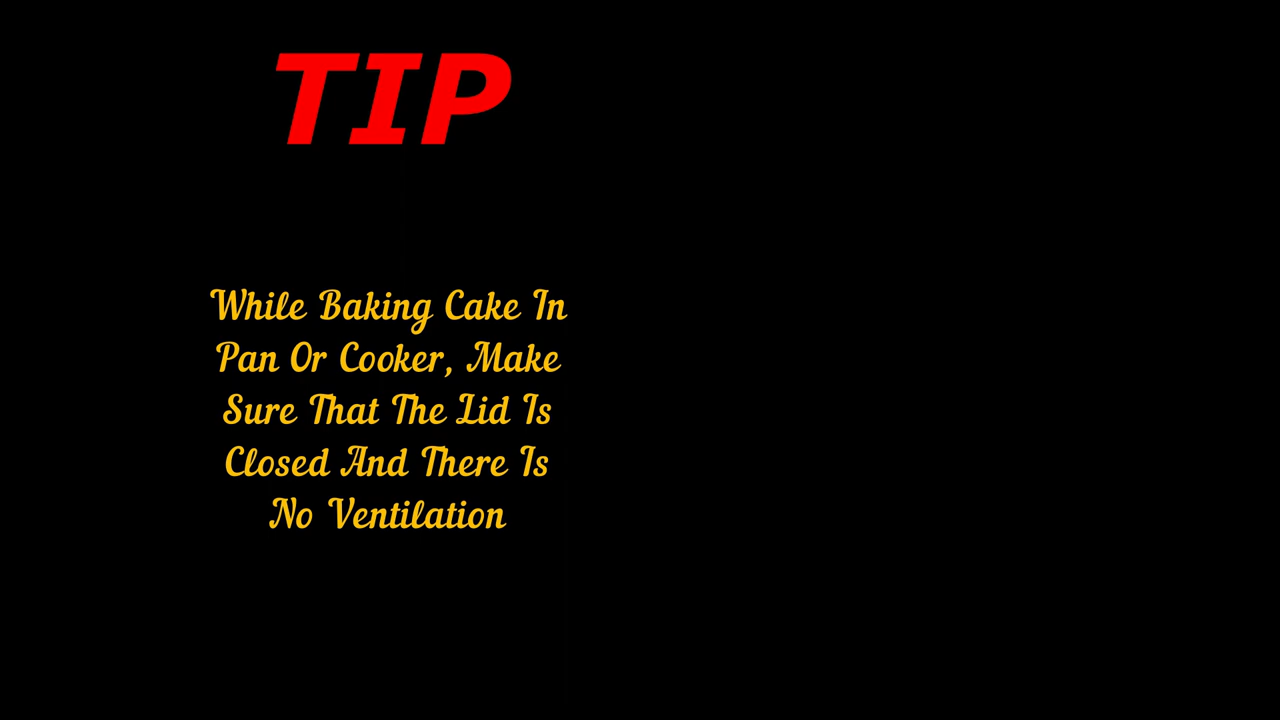 TIP
While Baking Cake In
Pan Or Cooker, Make
Sure That The Lid Is
Closed And There Is
No Ventilation